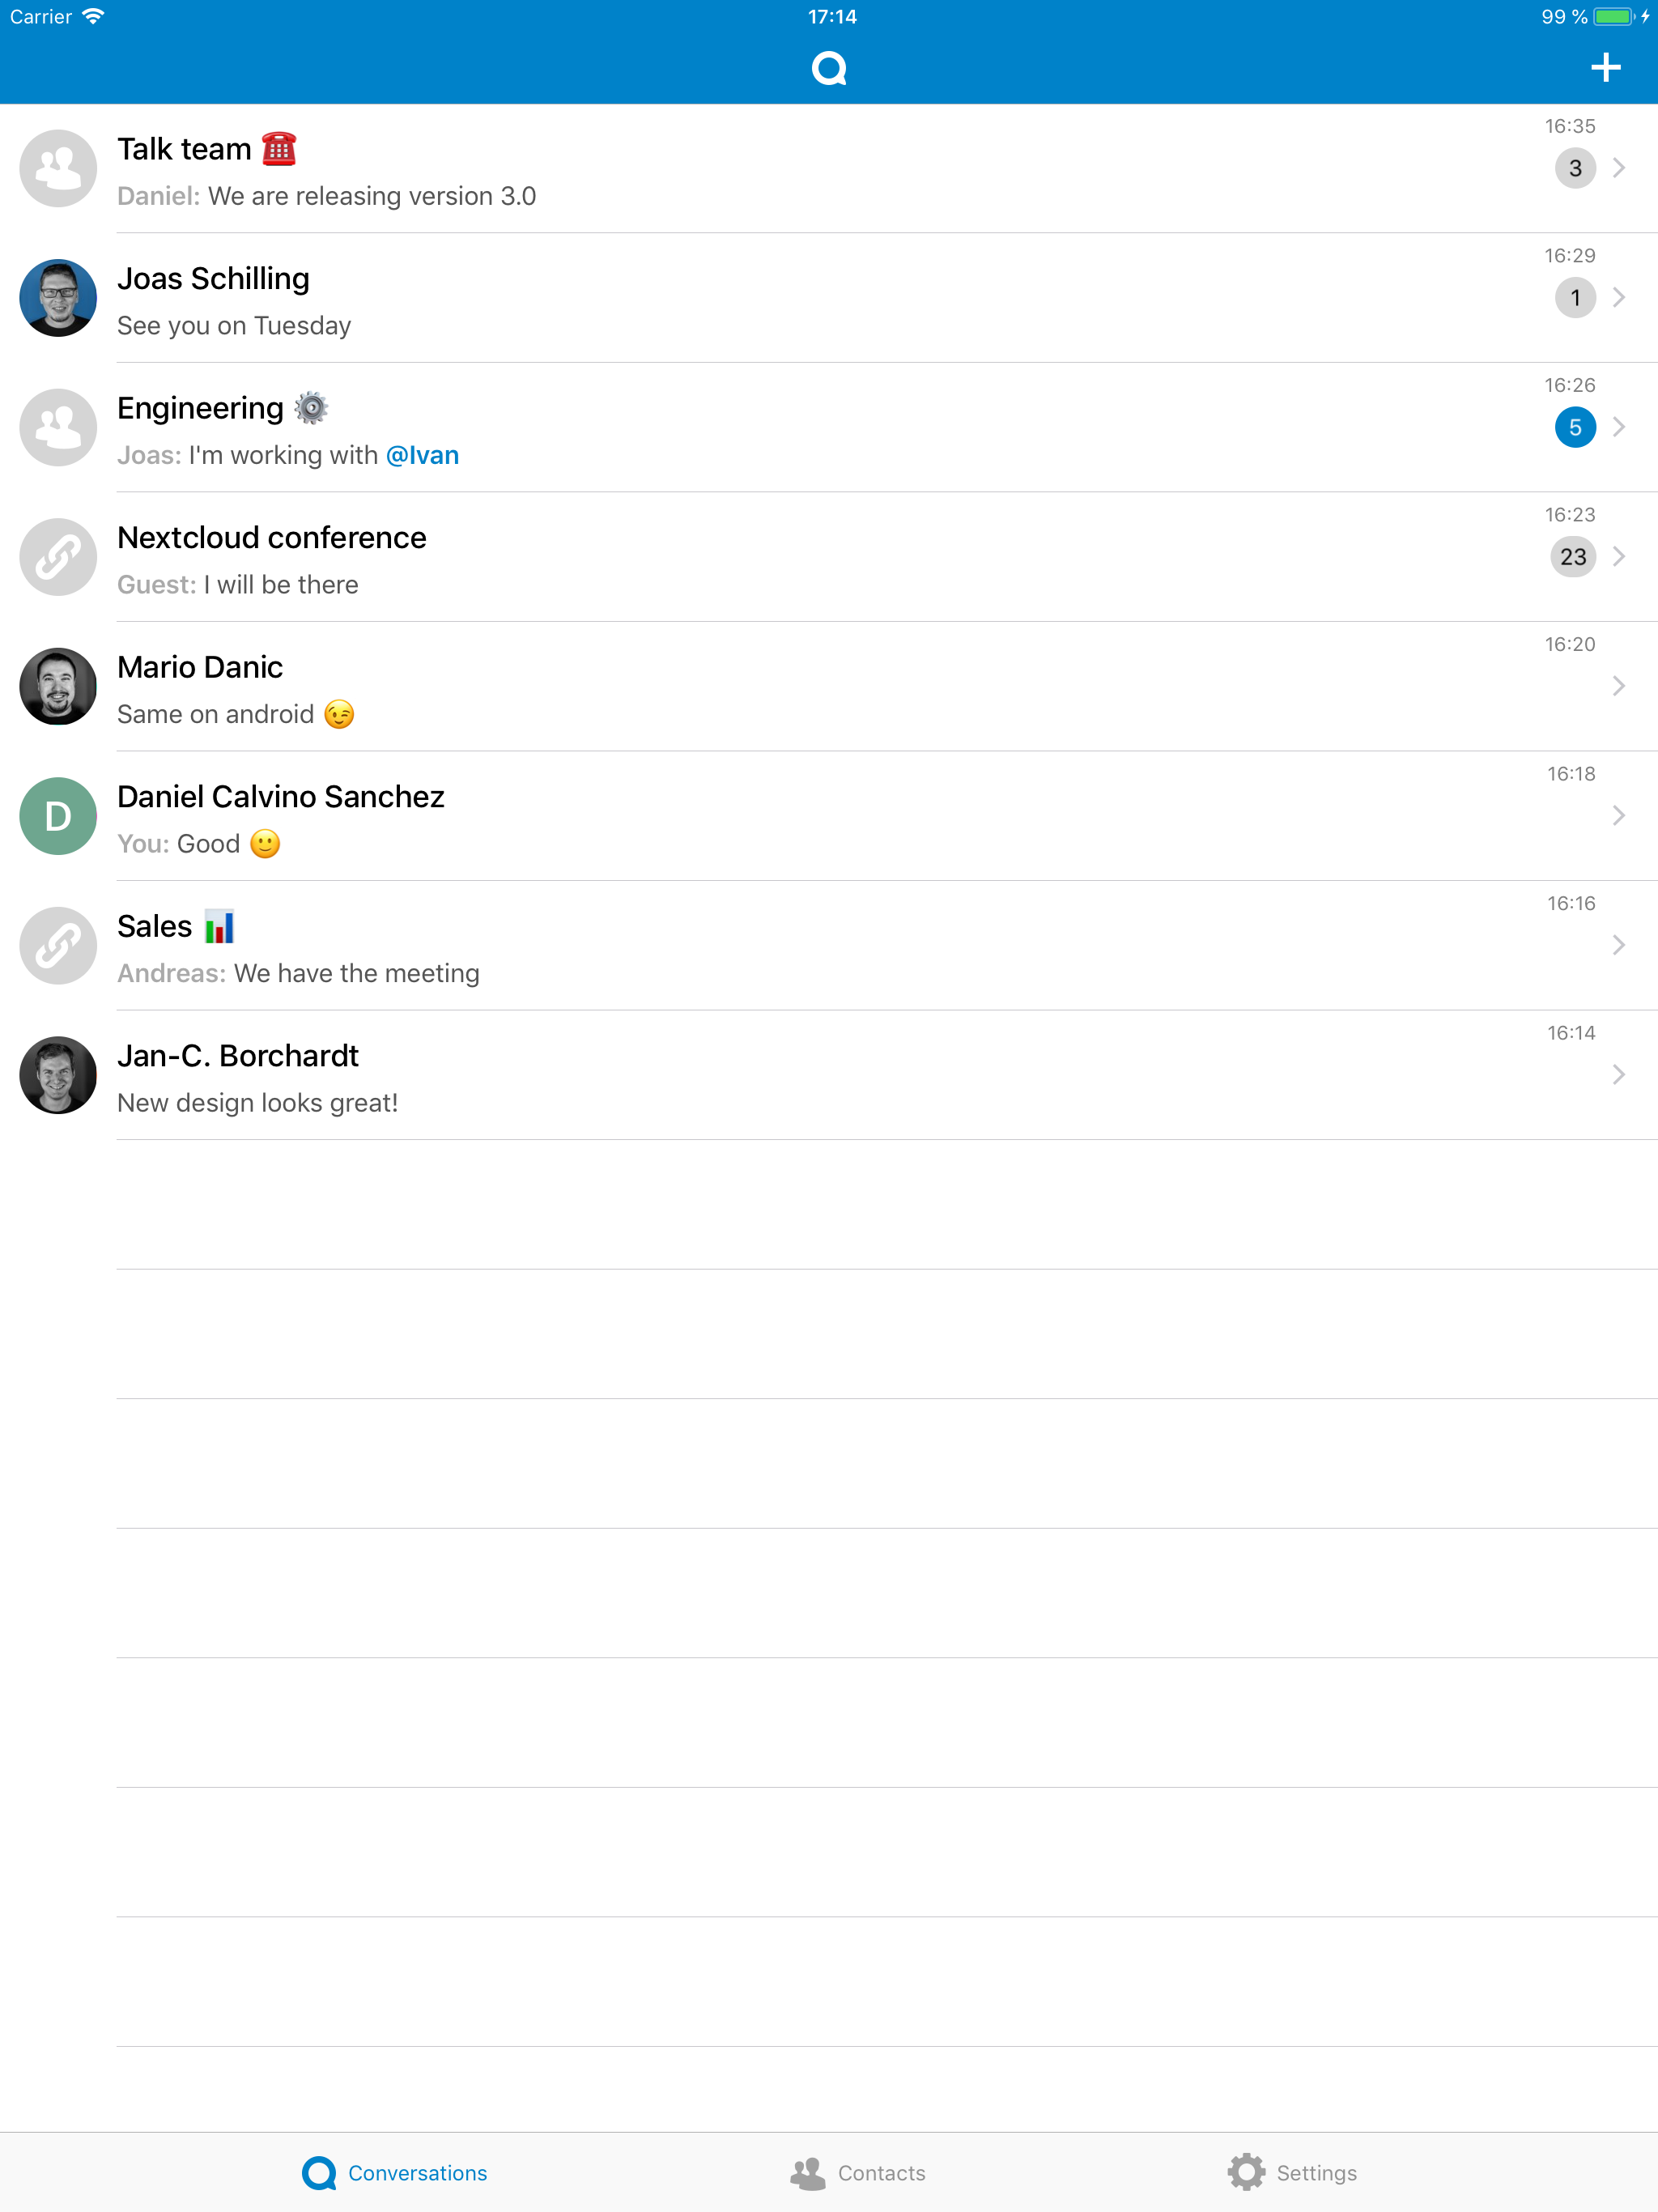 Carrier 17:14 99 %
Talk team ☎️ 16:35
Daniel: We are releasing version 3.0 3
Joas Schilling 16:29
See you on Tuesday 1
Engineering ⚙️ 16:26
Joas: I'm working with @Ivan 5
Nextcloud conference 16:23
Guest: I will be there 23
Mario Danic 16:20
Same on android 😉
Daniel Calvino Sanchez 16:18
D
You: Good 🙂
Sales 📊 16:16
Andreas: We have the meeting
Jan-C. Borchardt 16:14
New design looks great!
Conversations Contacts Settings